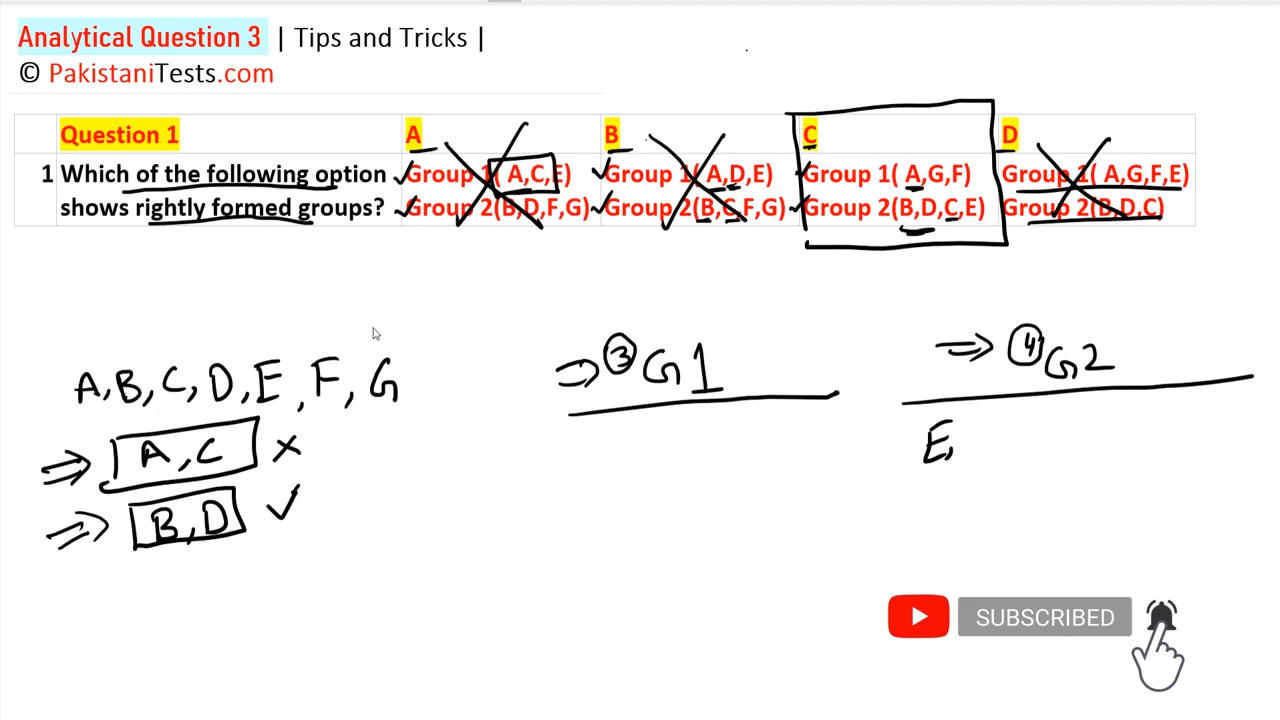 Analytical Question 3 | Tips and Tricks |
© PakistaniTests.com
Question 1 A B C D
1 Which of the following option Group 1( A,C,E) Group 1( A,D,E) Group 1( A,G,F) Group 1( A,G,F,E)
shows rightly formed groups? Group 2(B,D,F,G) Group 2(B,C,F,G) Group 2(B,D,C,E) Group 2(B,D,C)
A, B, C, D, E, F, G
⇒ ③ G1
⇒ ④ G2
⇒ A, C ×
E,
⇒ B, D ✓
SUBSCRIBED